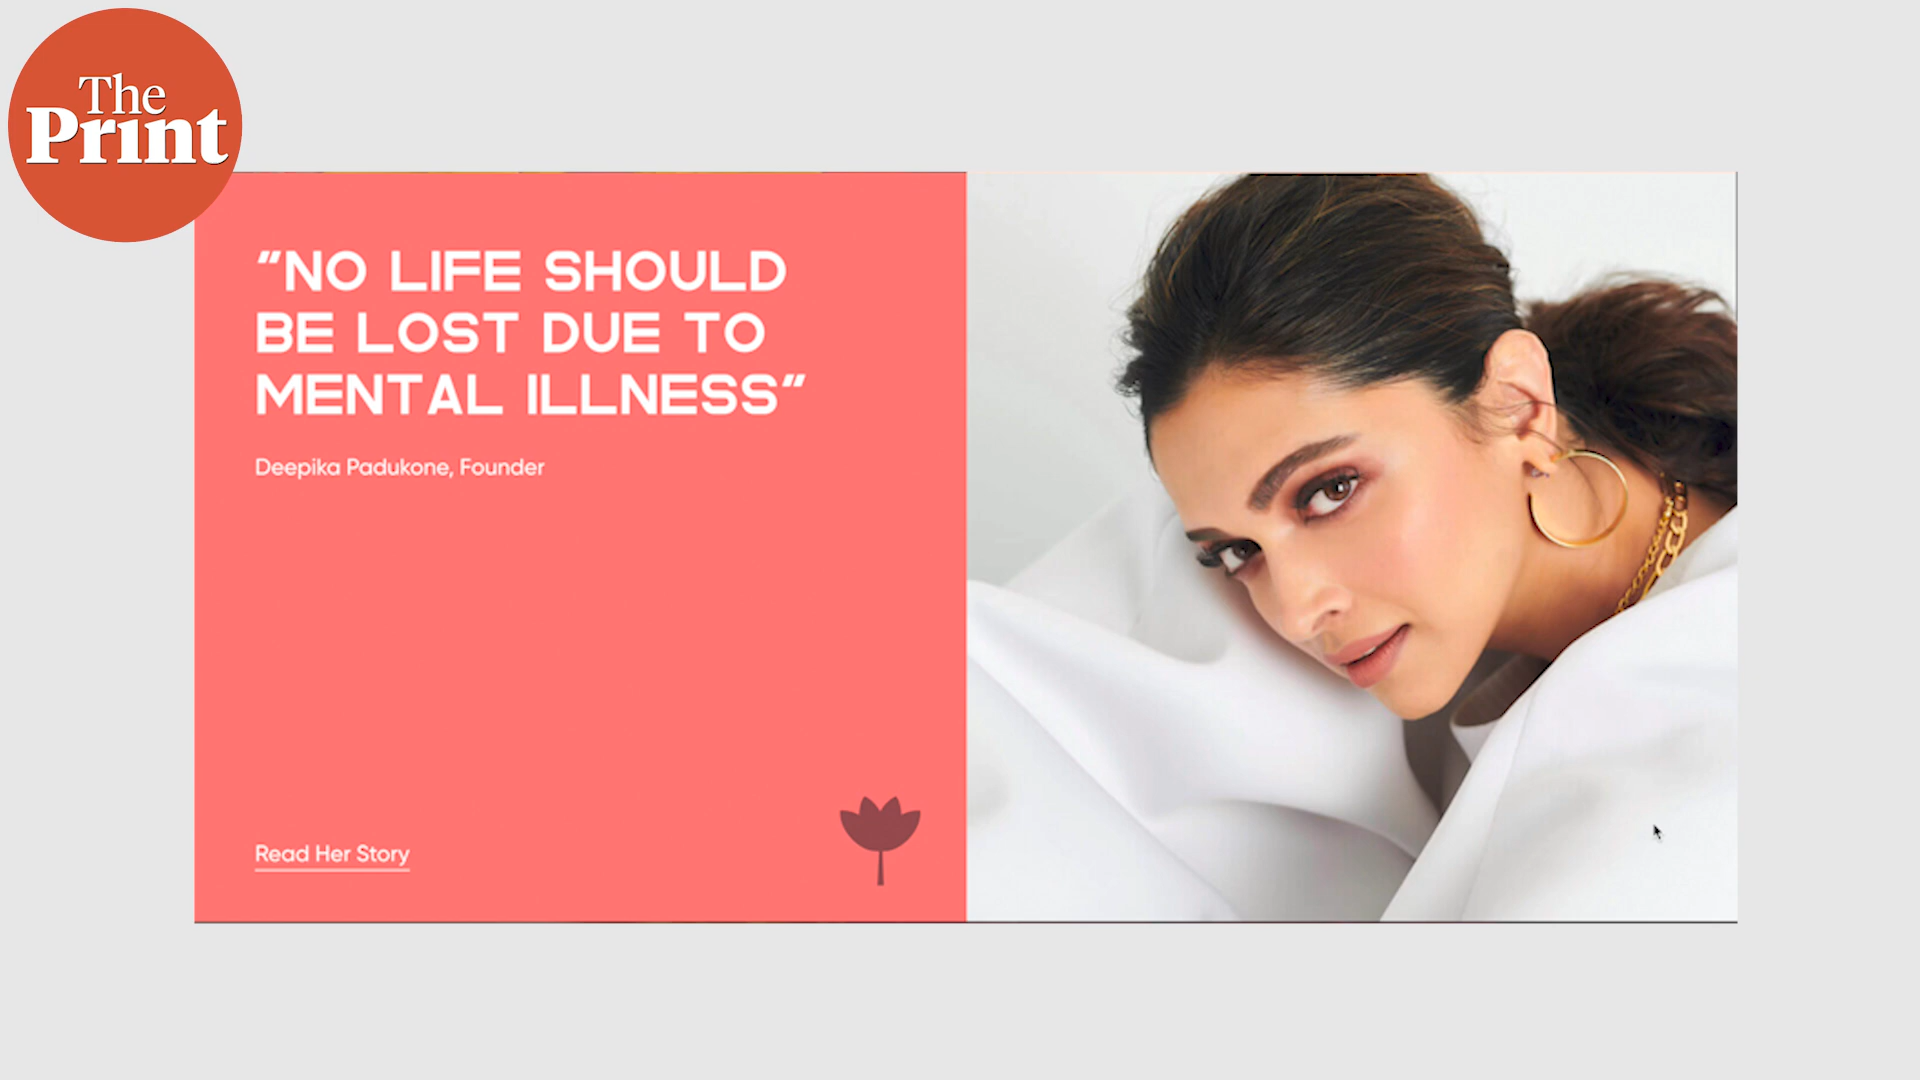 The
Print
“NO LIFE SHOULD
BE LOST DUE TO
MENTAL ILLNESS”
Deepika Padukone, Founder
Read Her Story